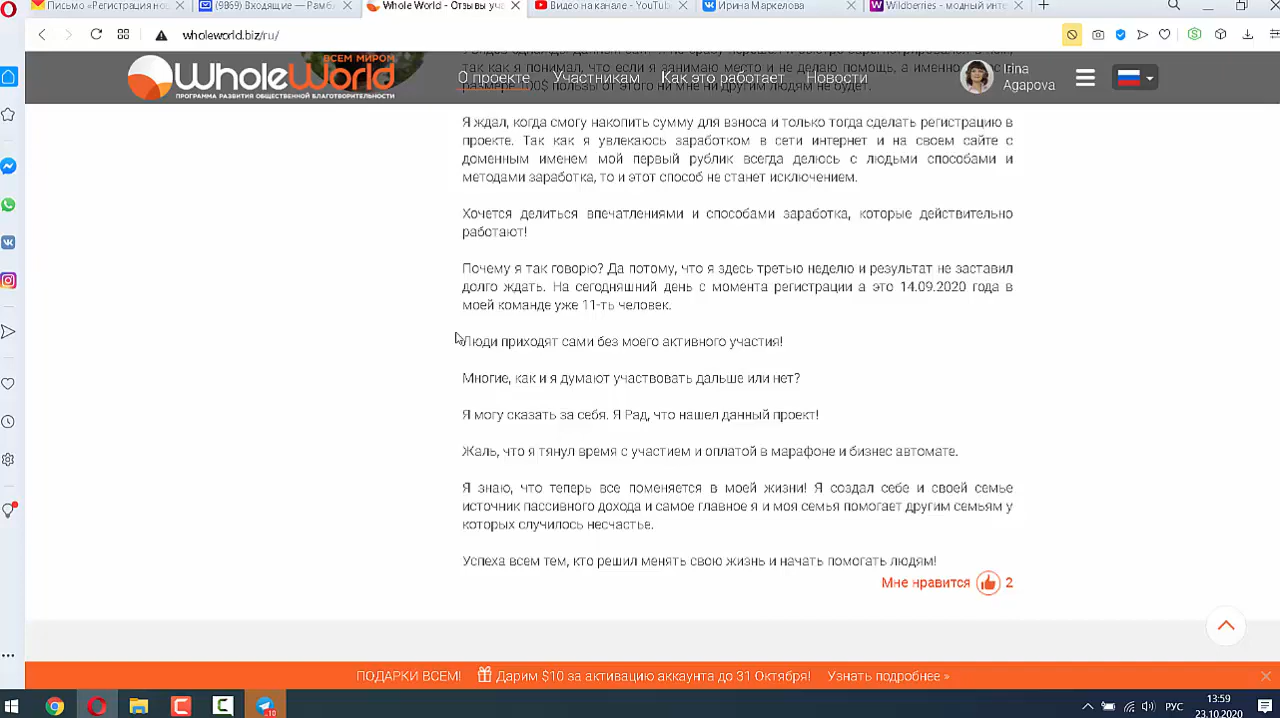 Письмо «Регистрация нов
(9869) Входящие — Рамбл
Whole World - Отзывы уча
Видео на канале - YouTube
Ирина Маркелова
Wildberries - модный инте
wholeworld.biz/ru/
ВСЕМ МИРОМ
WholeWorld
ПРОГРАММА РАЗВИТИЯ ОБЩЕСТВЕННОЙ БЛАГОТВОРИТЕЛЬНОСТИ
О проекте
Участникам
Как это работает
Новости
Irina
Agapova
так как я понимал, что если я занимаю место и не делаю помощь, а именно
пользы от этого ни мне ни другим людям не будет.
Я ждал, когда смогу накопить сумму для взноса и только тогда сделать регистрацию в
проекте. Так как я увлекаюсь заработком в сети интернет и на своем сайте с
доменным именем мой первый рублик всегда делюсь с людьми способами и
методами заработка, то и этот способ не станет исключением.
Хочется делиться впечатлениями и способами заработка, которые действительно
работают!
Почему я так говорю? Да потому, что я здесь третью неделю и результат не заставил
долго ждать. На сегодняшний день с момента регистрации а это 14.09.2020 года в
моей команде уже 11-ть человек.
Люди приходят сами без моего активного участия!
Многие, как и я думают участвовать дальше или нет?
Я могу сказать за себя. Я Рад, что нашел данный проект!
Жаль, что я тянул время с участием и оплатой в марафоне и бизнес автомате.
Я знаю, что теперь все поменяется в моей жизни! Я создал себе и своей семье
источник пассивного дохода и самое главное я и моя семья помогает другим семьям у
которых случилось несчастье.
Успеха всем тем, кто решил менять свою жизнь и начать помогать людям!
Мне нравится 2
ПОДАРКИ ВСЕМ! Дарим $10 за активацию аккаунта до 31 Октября! Узнать подробнее »
10
РУС
13:59
23.10.2020